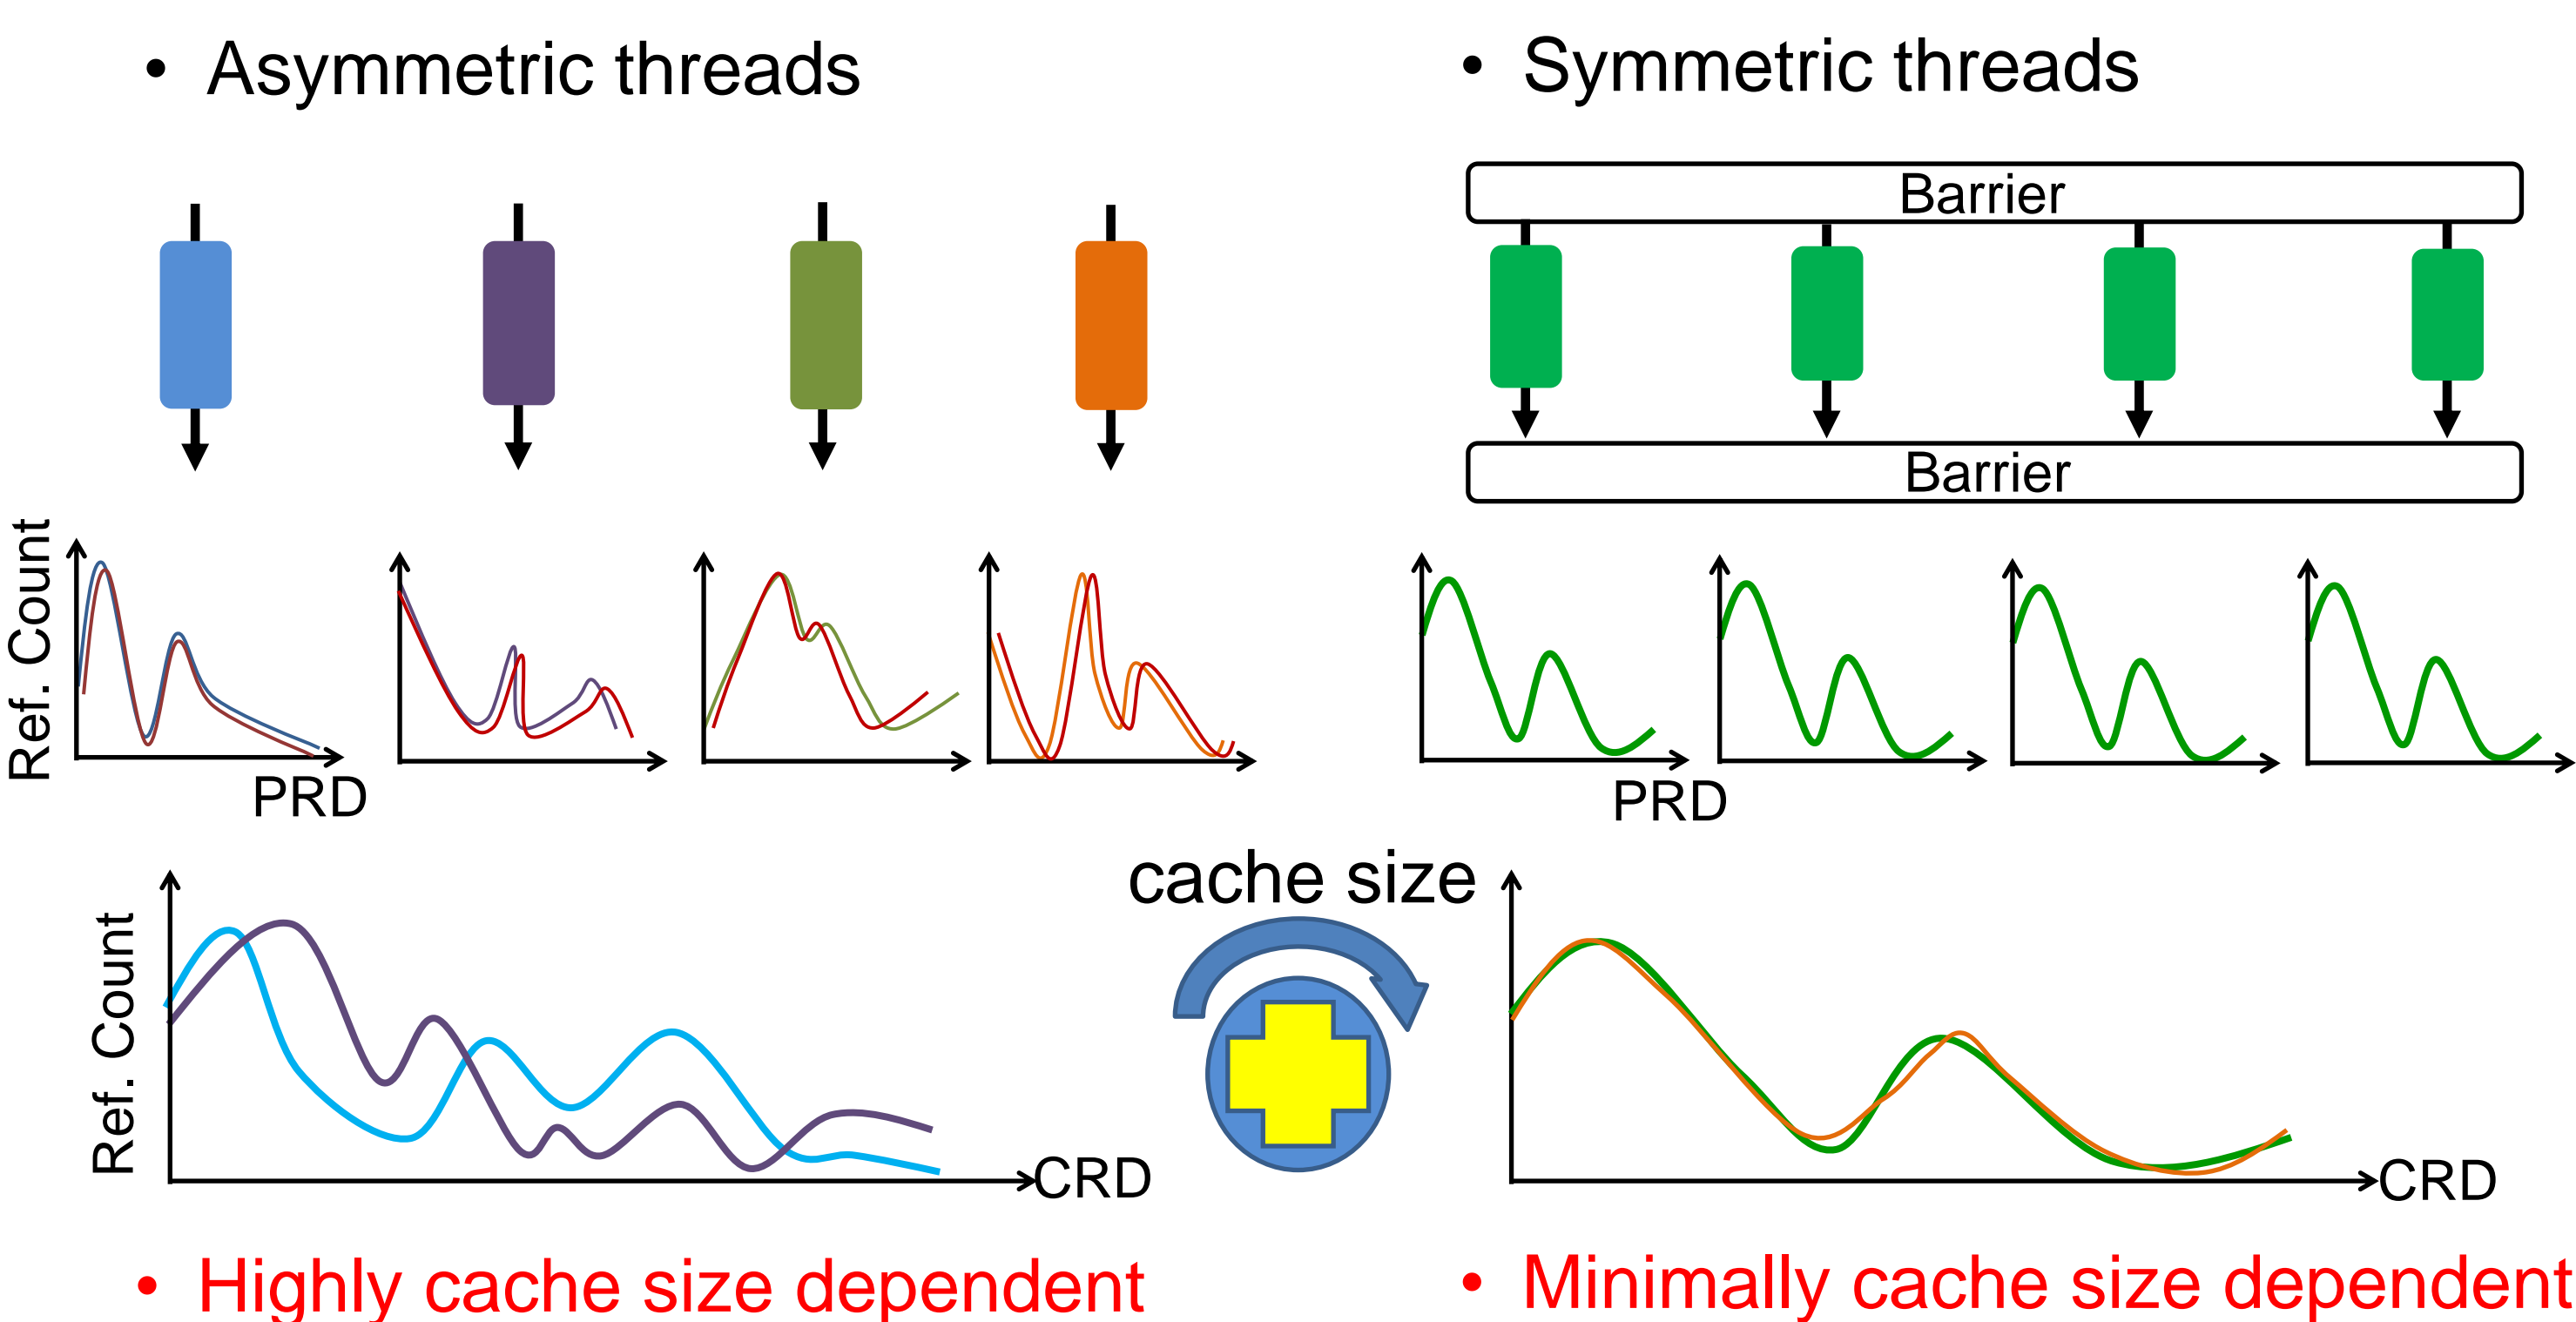 • Asymmetric threads
• Symmetric threads
Barrier
Barrier
Ref. Count
PRD
PRD
cache size
Ref. Count
CRD
CRD
• Highly cache size dependent
• Minimally cache size dependent